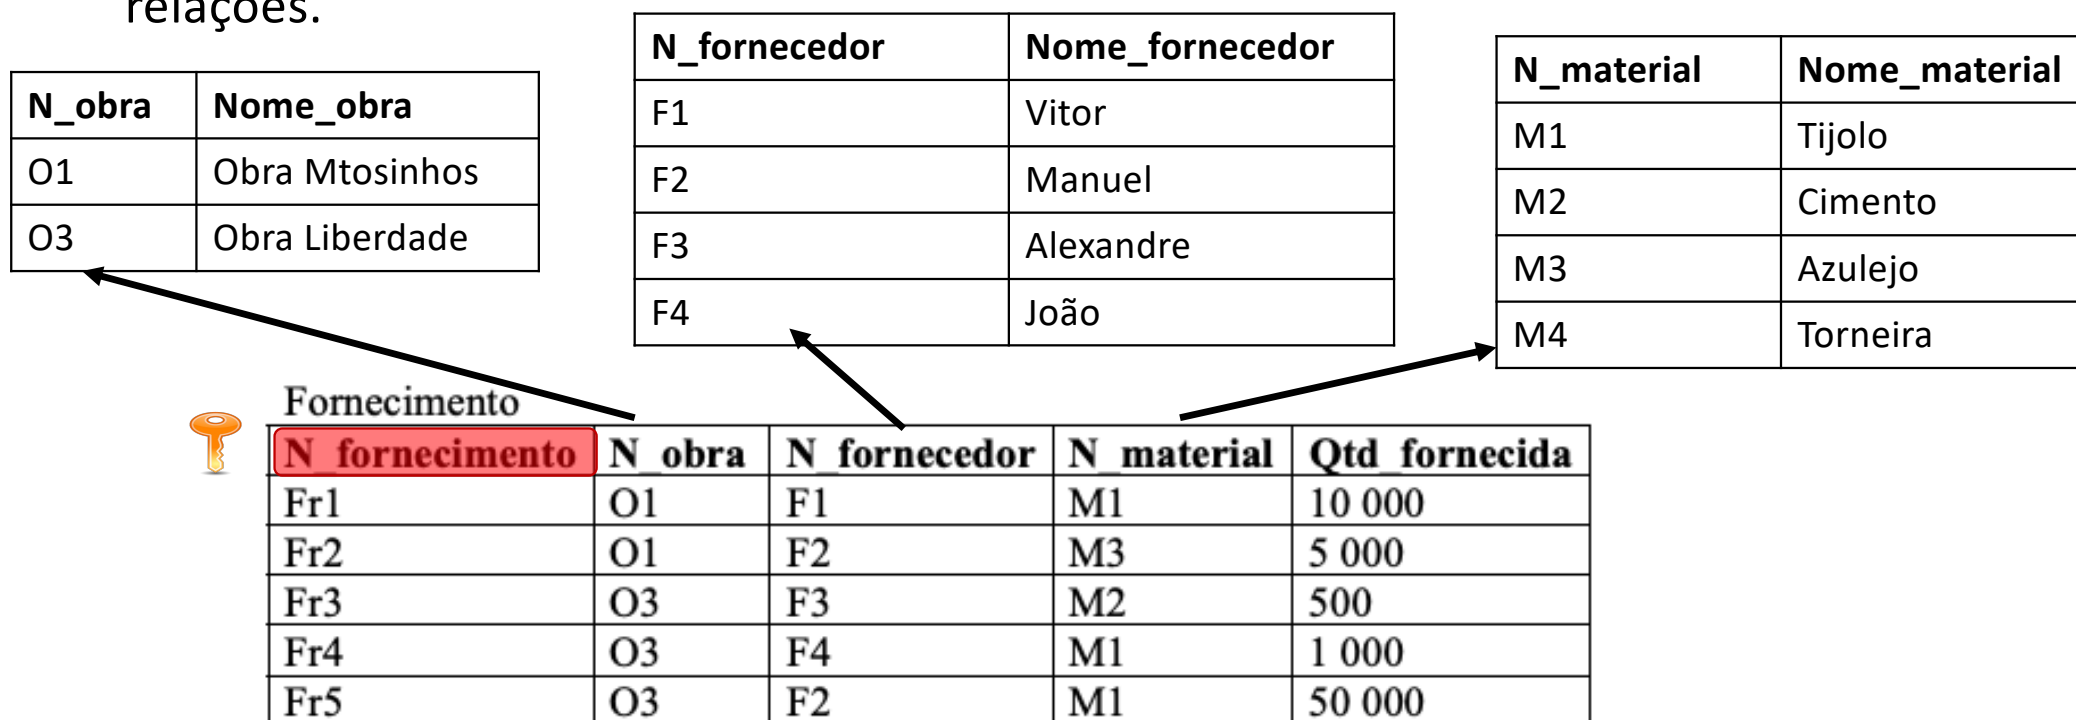 relações.
N_obra Nome_obra
O1 Obra Mtosinhos
O3 Obra Liberdade
N_fornecedor Nome_fornecedor
F1 Vitor
F2 Manuel
F3 Alexandre
F4 João
N_material Nome_material
M1 Tijolo
M2 Cimento
M3 Azulejo
M4 Torneira
Fornecimento
N_fornecimento N_obra N_fornecedor N_material Qtd_fornecida
Fr1 O1 F1 M1 10 000
Fr2 O1 F2 M3 5 000
Fr3 O3 F3 M2 500
Fr4 O3 F4 M1 1 000
Fr5 O3 F2 M1 50 000